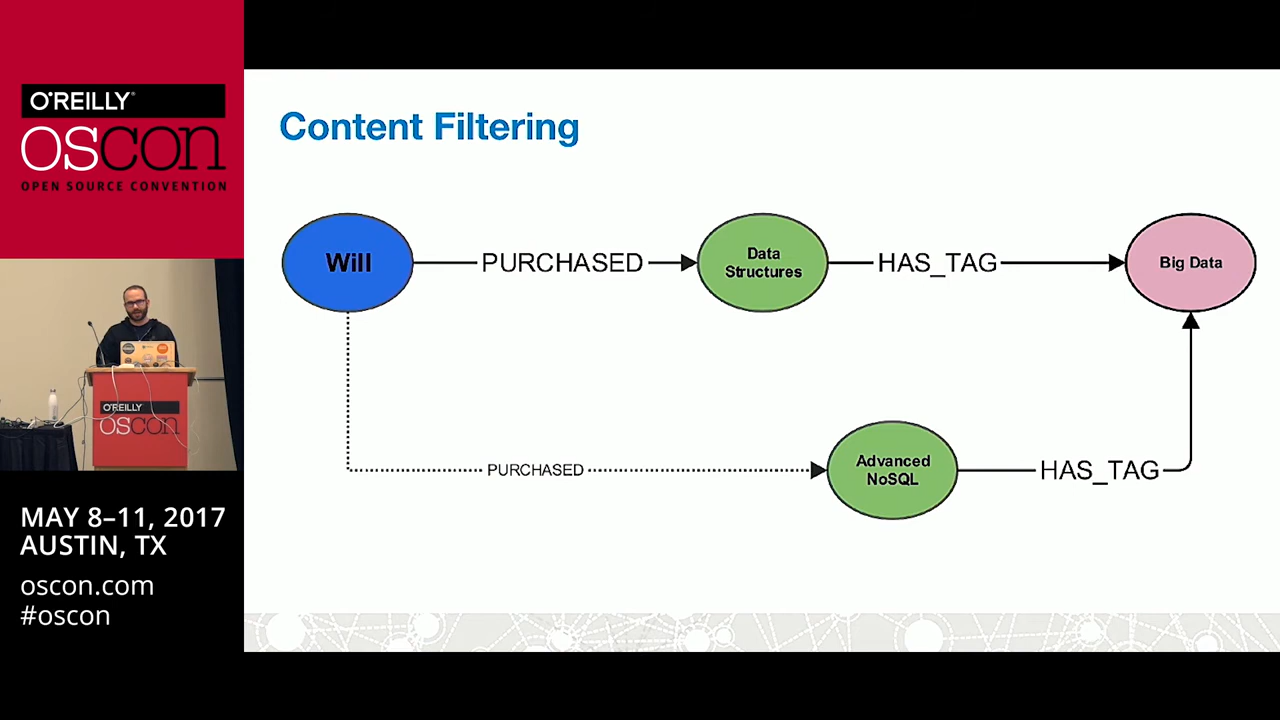 O'REILLY®
OSCON
OPEN SOURCE CONVENTION
O'REILLY
OSCON
MAY 8–11, 2017
AUSTIN, TX
oscon.com
#oscon
Content Filtering
Will
PURCHASED
Data
Structures
HAS_TAG
Big Data
PURCHASED
Advanced
NoSQL
HAS_TAG